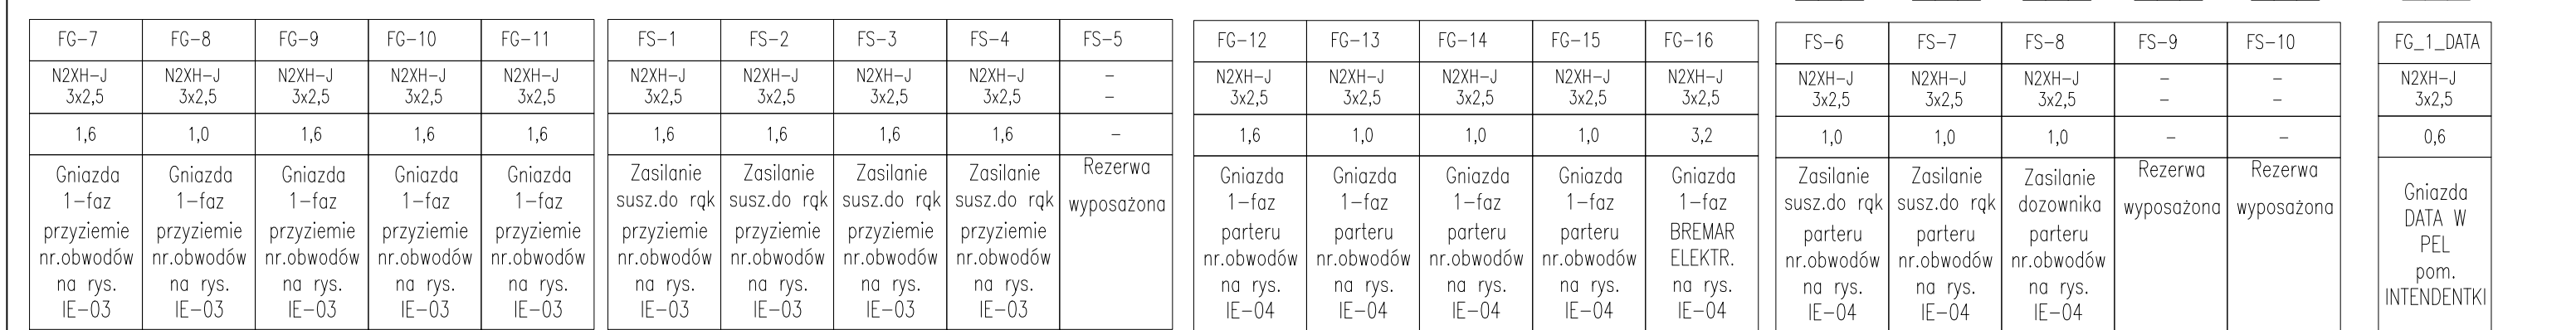 FG-7 FG-8 FG-9 FG-10 FG-11 FS-1 FS-2 FS-3 FS-4 FS-5 FG-12 FG-13 FG-14 FG-15 FG-16 FS-6 FS-7 FS-8 FS-9 FS-10 FG_1_DATA
N2XH-J N2XH-J N2XH-J N2XH-J N2XH-J N2XH-J N2XH-J N2XH-J N2XH-J - N2XH-J N2XH-J N2XH-J N2XH-J N2XH-J N2XH-J N2XH-J N2XH-J - - N2XH-J
3x2,5 3x2,5 3x2,5 3x2,5 3x2,5 3x2,5 3x2,5 3x2,5 3x2,5 - 3x2,5 3x2,5 3x2,5 3x2,5 3x2,5 3x2,5 3x2,5 3x2,5 - - 3x2,5
1,6 1,0 1,6 1,6 1,6 1,6 1,6 1,6 1,6 - 1,6 1,0 1,0 1,0 3,2 1,0 1,0 1,0 - - 0,6
Gniazda Gniazda Gniazda Gniazda Gniazda Zasilanie Zasilanie Zasilanie Zasilanie Rezerwa Gniazda Gniazda Gniazda Gniazda Gniazda Zasilanie Zasilanie Zasilanie Rezerwa Rezerwa Gniazda
1-faz 1-faz 1-faz 1-faz 1-faz susz.do rąk susz.do rąk susz.do rąk susz.do rąk wyposażona 1-faz 1-faz 1-faz 1-faz 1-faz susz.do rąk susz.do rąk dozownika wyposażona wyposażona DATA W
przyziemie przyziemie przyziemie przyziemie przyziemie przyziemie przyziemie przyziemie przyziemie parteru parteru parteru parteru BREMAR parteru parteru parteru PEL
nr.obwodów nr.obwodów nr.obwodów nr.obwodów nr.obwodów nr.obwodów nr.obwodów nr.obwodów nr.obwodów nr.obwodów nr.obwodów nr.obwodów nr.obwodów ELEKTR. nr.obwodów nr.obwodów nr.obwodów pom.
na rys. na rys. na rys. na rys. na rys. na rys. na rys. na rys. na rys. na rys. na rys. na rys. na rys. na rys. na rys. na rys. na rys. INTENDENTKI
IE-03 IE-03 IE-03 IE-03 IE-03 IE-03 IE-03 IE-03 IE-03 IE-04 IE-04 IE-04 IE-04 IE-04 IE-04 IE-04 IE-04